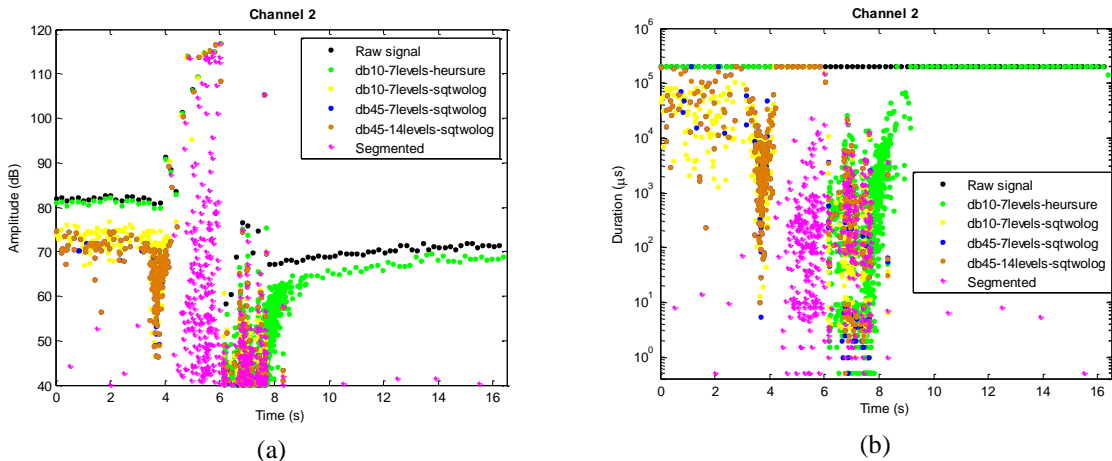 Channel 2
120
110
100
90
80
70
60
50
40
Amplitude (dB)
0 2 4 6 8 10 12 14 16
Time (s)
Raw signal
db10-7levels-heursure
db10-7levels-sqtwolog
db45-7levels-sqtwolog
db45-14levels-sqtwolog
Segmented
(a)
Channel 2
10^6
10^5
10^4
10^3
10^2
10^1
10^0
Duration (μs)
0 2 4 6 8 10 12 14 16
Time (s)
Raw signal
db10-7levels-heursure
db10-7levels-sqtwolog
db45-7levels-sqtwolog
db45-14levels-sqtwolog
Segmented
(b)